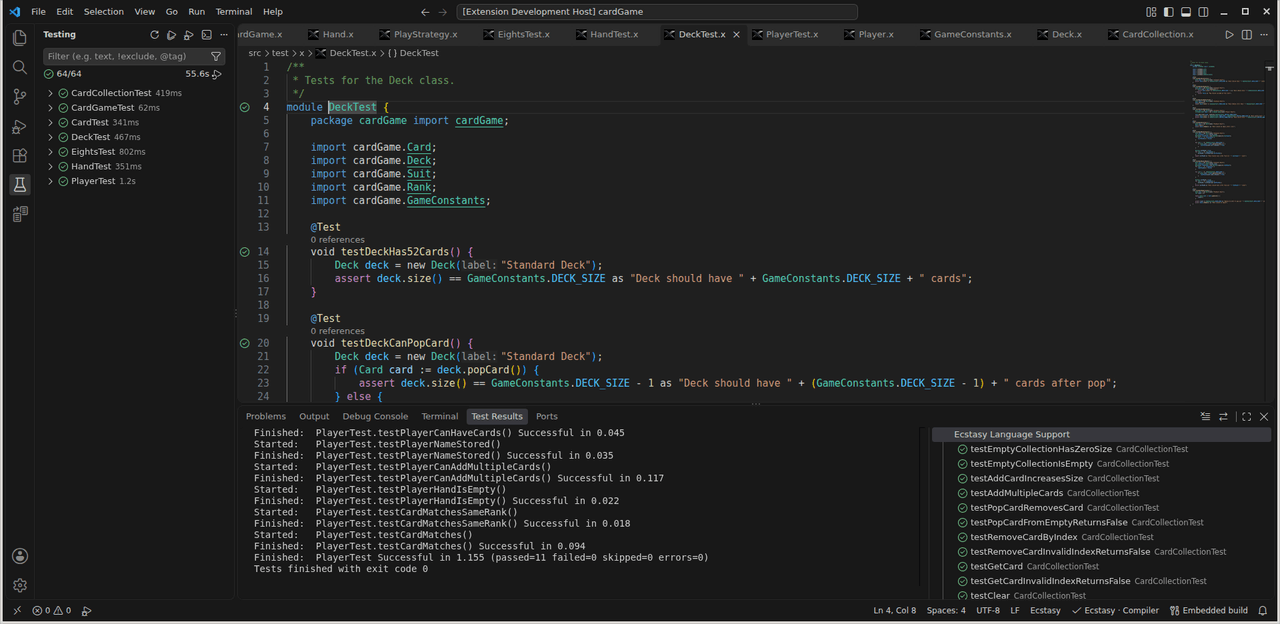 File Edit Selection View Go Run Terminal Help
[Extension Development Host] cardGame
Testing
Filter (e.g. text, !exclude, @tag)
64/64 55.6s
CardCollectionTest 419ms
CardGameTest 62ms
CardTest 341ms
DeckTest 467ms
EightsTest 802ms
HandTest 351ms
PlayerTest 1.2s
rdGame.x Hand.x PlayStrategy.x EightsTest.x HandTest.x DeckTest.x PlayerTest.x Player.x GameConstants.x Deck.x CardCollection.x
src > test > x > DeckTest.x > { } DeckTest
1 /**
2 * Tests for the Deck class.
3 */
4 module DeckTest {
5 package cardGame import cardGame;
6
7 import cardGame.Card;
8 import cardGame.Deck;
9 import cardGame.Suit;
10 import cardGame.Rank;
11 import cardGame.GameConstants;
12
13 @Test
0 references
14 void testDeckHas52Cards() {
15 Deck deck = new Deck(label: "Standard Deck");
16 assert deck.size() == GameConstants.DECK_SIZE as "Deck should have " + GameConstants.DECK_SIZE + " cards";
17 }
18
19 @Test
0 references
20 void testDeckCanPopCard() {
21 Deck deck = new Deck(label: "Standard Deck");
22 if (Card card := deck.popCard()) {
23 assert deck.size() == GameConstants.DECK_SIZE - 1 as "Deck should have " + (GameConstants.DECK_SIZE - 1) + " cards after pop";
24 } else {
Problems Output Debug Console Terminal Test Results Ports
Finished: PlayerTest.testPlayerCanHaveCards() Successful in 0.045
Started: PlayerTest.testPlayerNameStored()
Finished: PlayerTest.testPlayerNameStored() Successful in 0.035
Started: PlayerTest.testPlayerCanAddMultipleCards()
Finished: PlayerTest.testPlayerCanAddMultipleCards() Successful in 0.117
Started: PlayerTest.testPlayerHandIsEmpty()
Finished: PlayerTest.testPlayerHandIsEmpty() Successful in 0.022
Started: PlayerTest.testCardMatchesSameRank()
Finished: PlayerTest.testCardMatchesSameRank() Successful in 0.018
Started: PlayerTest.testCardMatches()
Finished: PlayerTest.testCardMatches() Successful in 0.094
Finished: PlayerTest Successful in 1.155 (passed=11 failed=0 skipped=0 errors=0)
Tests finished with exit code 0
Ecstasy Language Support
testEmptyCollectionHasZeroSize CardCollectionTest
testEmptyCollectionIsEmpty CardCollectionTest
testAddCardIncreasesSize CardCollectionTest
testAddMultipleCards CardCollectionTest
testPopCardRemovesCard CardCollectionTest
testPopCardFromEmptyReturnsFalse CardCollectionTest
testRemoveCardByIndex CardCollectionTest
testRemoveCardInvalidIndexReturnsFalse CardCollectionTest
testGetCard CardCollectionTest
testGetCardInvalidIndexReturnsFalse CardCollectionTest
testClear CardCollectionTest
0 0
Ln 4, Col 8 Spaces: 4 UTF-8 LF Ecstasy Ecstasy · Compiler Embedded build